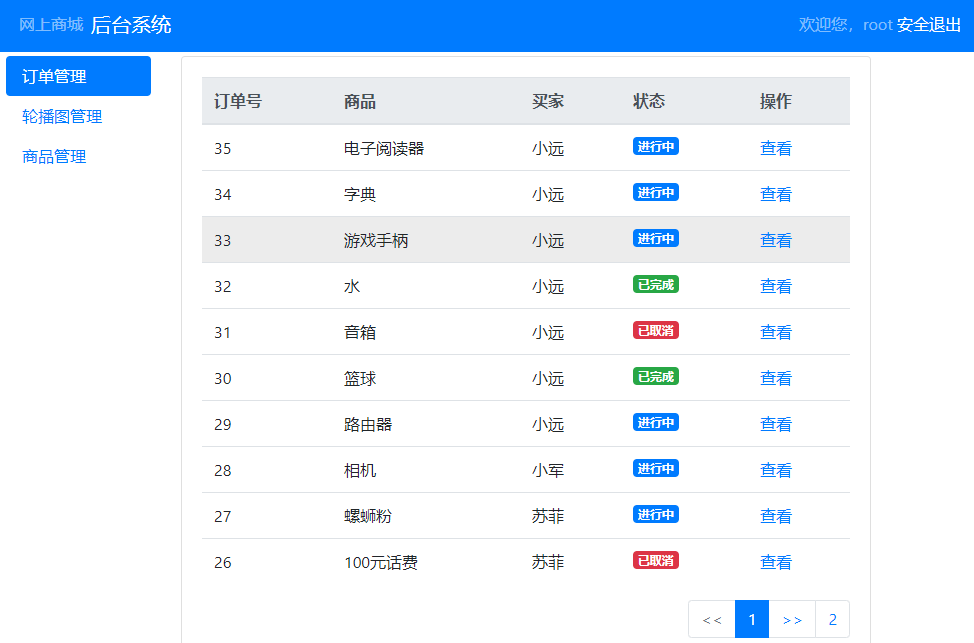 网上商城 后台系统 欢迎您，root 安全退出
订单管理
轮播图管理
商品管理
订单号 商品 买家 状态 操作
35 电子阅读器 小远 进行中 查看
34 字典 小远 进行中 查看
33 游戏手柄 小远 进行中 查看
32 水 小远 已完成 查看
31 音箱 小远 已取消 查看
30 篮球 小远 已完成 查看
29 路由器 小远 进行中 查看
28 相机 小军 进行中 查看
27 螺蛳粉 苏菲 进行中 查看
26 100元话费 苏菲 已取消 查看
<< 1 >> 2